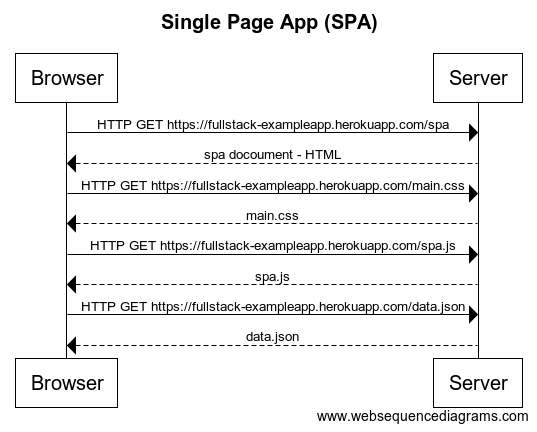 Single Page App (SPA)
Browser Server
HTTP GET https://fullstack-exampleapp.herokuapp.com/spa
spa docoument - HTML
HTTP GET https://fullstack-exampleapp.herokuapp.com/main.css
main.css
HTTP GET https://fullstack-exampleapp.herokuapp.com/spa.js
spa.js
HTTP GET https://fullstack-exampleapp.herokuapp.com/data.json
data.json
Browser Server
www.websequencediagrams.com